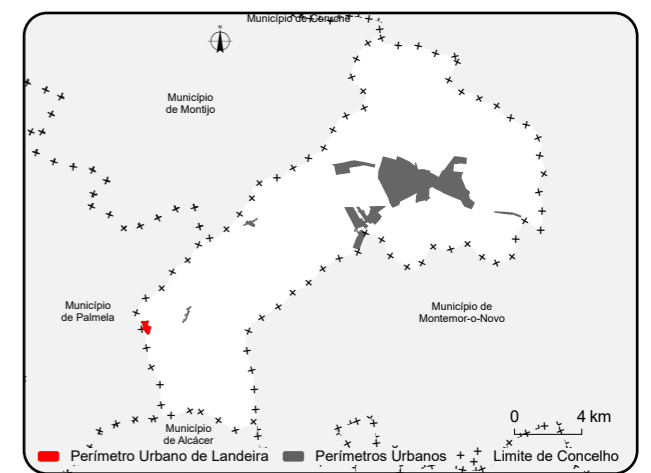 Município de Coruche
N
Município
de Montijo
Município
de Palmela
Município de
Montemor-o-Novo
Município
de Alcácer
0 4 km
Perímetro Urbano de Landeira Perímetros Urbanos Limite de Concelho